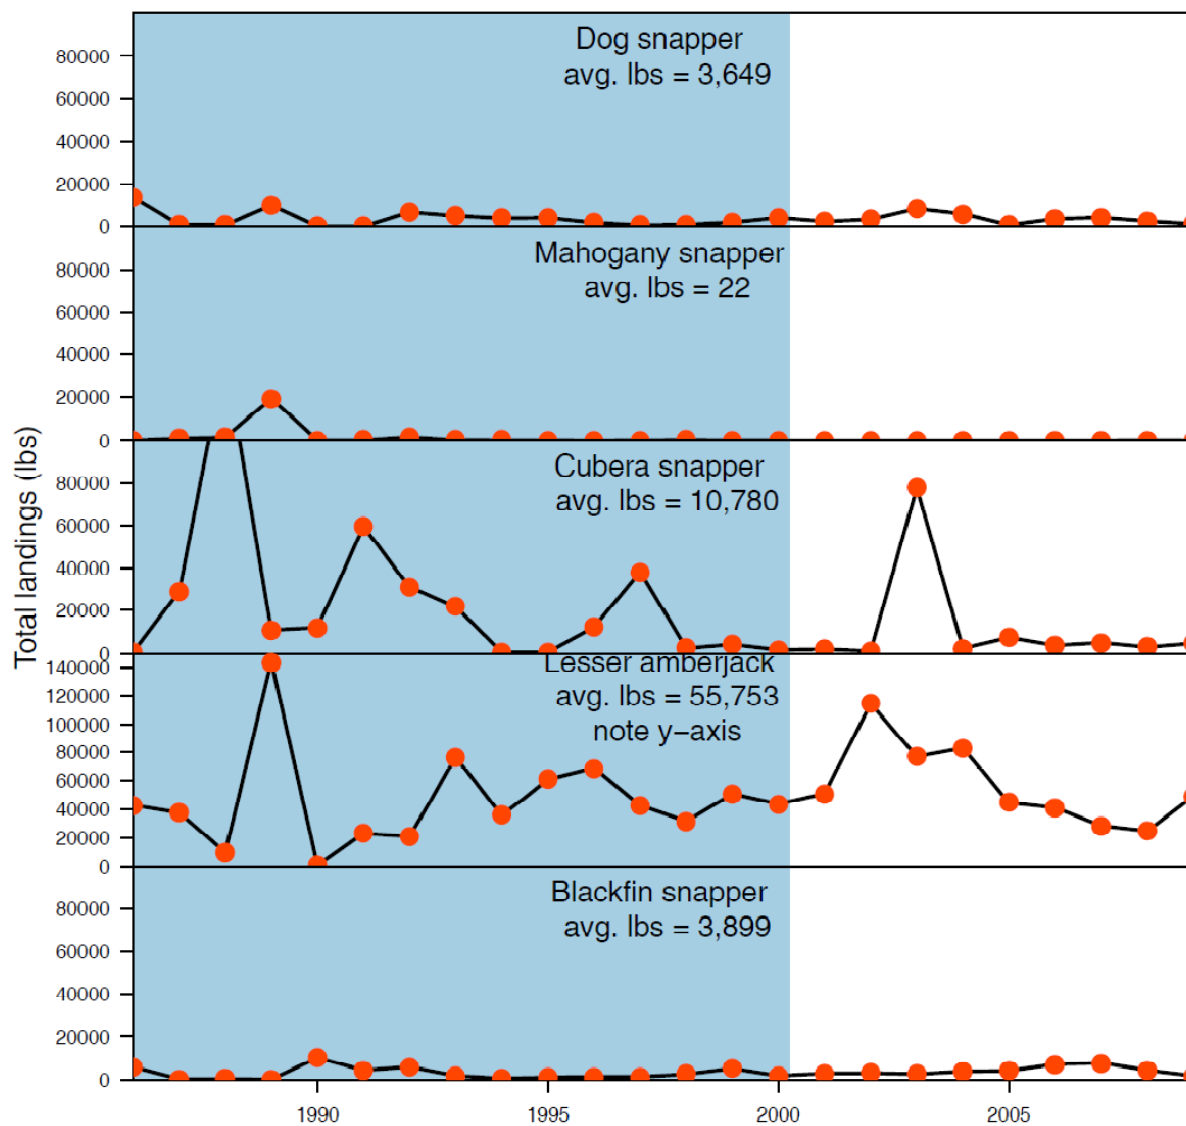 Total landings (lbs)
Dog snapper
avg. lbs = 3,649
80000
60000
40000
20000
0
Mahogany snapper
avg. lbs = 22
80000
60000
40000
20000
0
Cubera snapper
avg. lbs = 10,780
80000
60000
40000
20000
0
Lesser amberjack
avg. lbs = 55,753
note y-axis
140000
120000
100000
80000
60000
40000
20000
0
Blackfin snapper
avg. lbs = 3,899
80000
60000
40000
20000
0
1990 1995 2000 2005